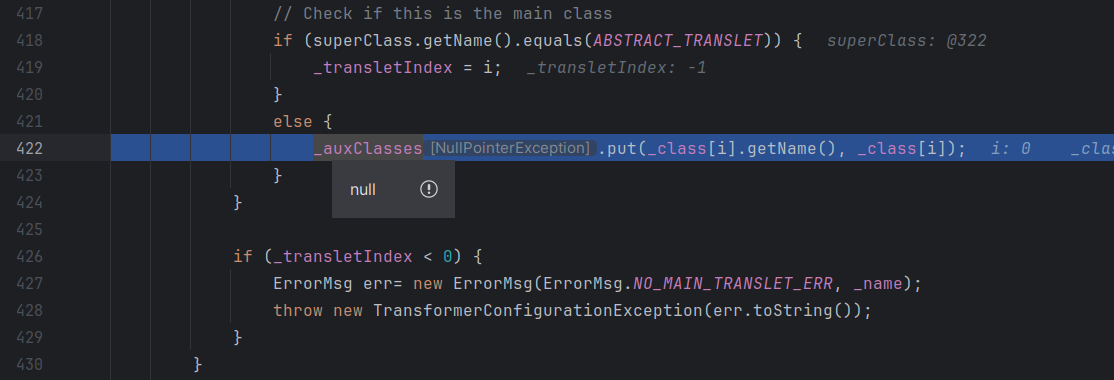 417 // Check if this is the main class
418 if (superClass.getName().equals(ABSTRACT_TRANSLET)) { superClass: @322
419 _transletIndex = i; _transletIndex: -1
420 }
421 else {
422 _auxClasses [NullPointerException] .put(_class[i].getName(), _class[i]); i: 0 _clas
423 }
null
424 }
425
426 if (_transletIndex < 0) {
427 ErrorMsg err= new ErrorMsg(ErrorMsg.NO_MAIN_TRANSLET_ERR, _name);
428 throw new TransformerConfigurationException(err.toString());
429 }
430 }